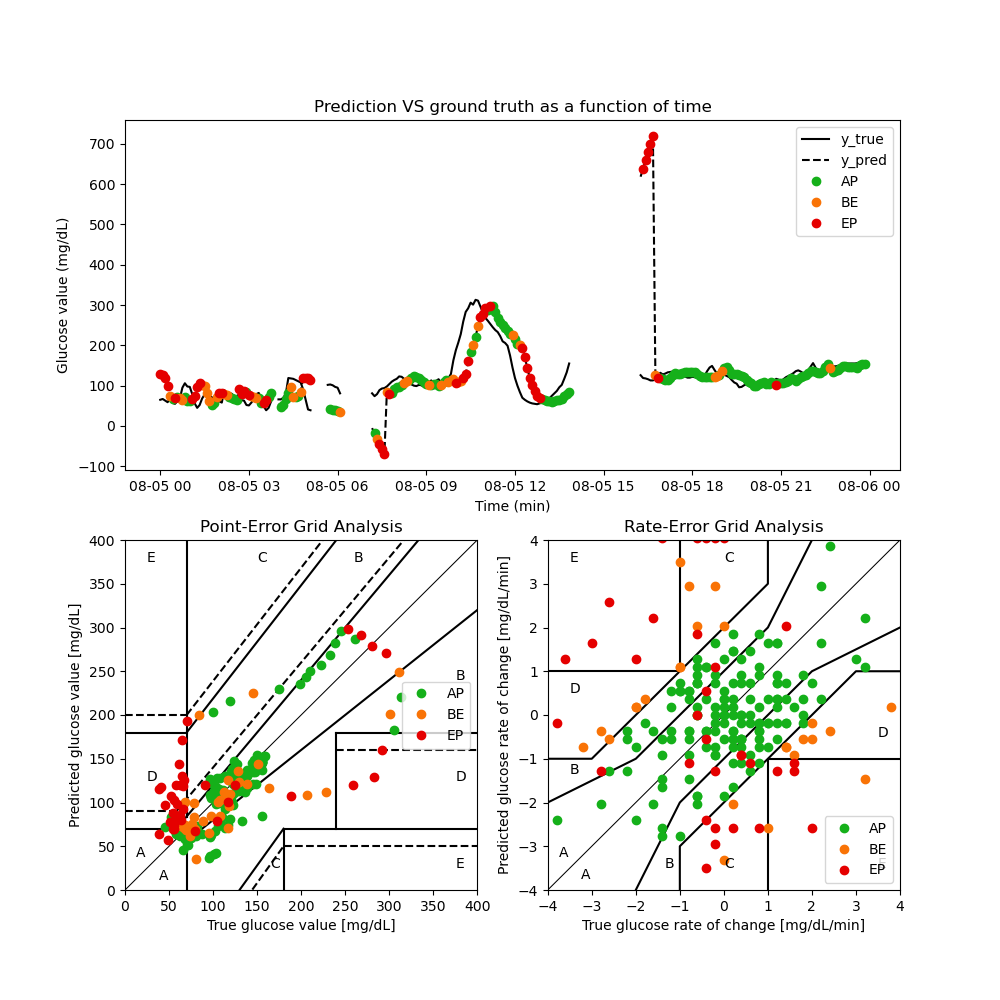 Prediction VS ground truth as a function of time
Glucose value (mg/dL)
700
600
500
400
300
200
100
0
−100
y_true
y_pred
AP
BE
EP
08-05 00 08-05 03 08-05 06 08-05 09 08-05 12 08-05 15 08-05 18 08-05 21 08-06 00
Time (min)
Point-Error Grid Analysis
Predicted glucose value [mg/dL]
400
350
300
250
200
150
100
50
0
E
C
B
B
D
D
A
A
C
E
AP
BE
EP
0 50 100 150 200 250 300 350 400
True glucose value [mg/dL]
Rate-Error Grid Analysis
Predicted glucose rate of change [mg/dL/min]
4
3
2
1
0
−1
−2
−3
−4
E
C
D
D
B
A
A
B
C
E
AP
BE
EP
−4 −3 −2 −1 0 1 2 3 4
True glucose rate of change [mg/dL/min]